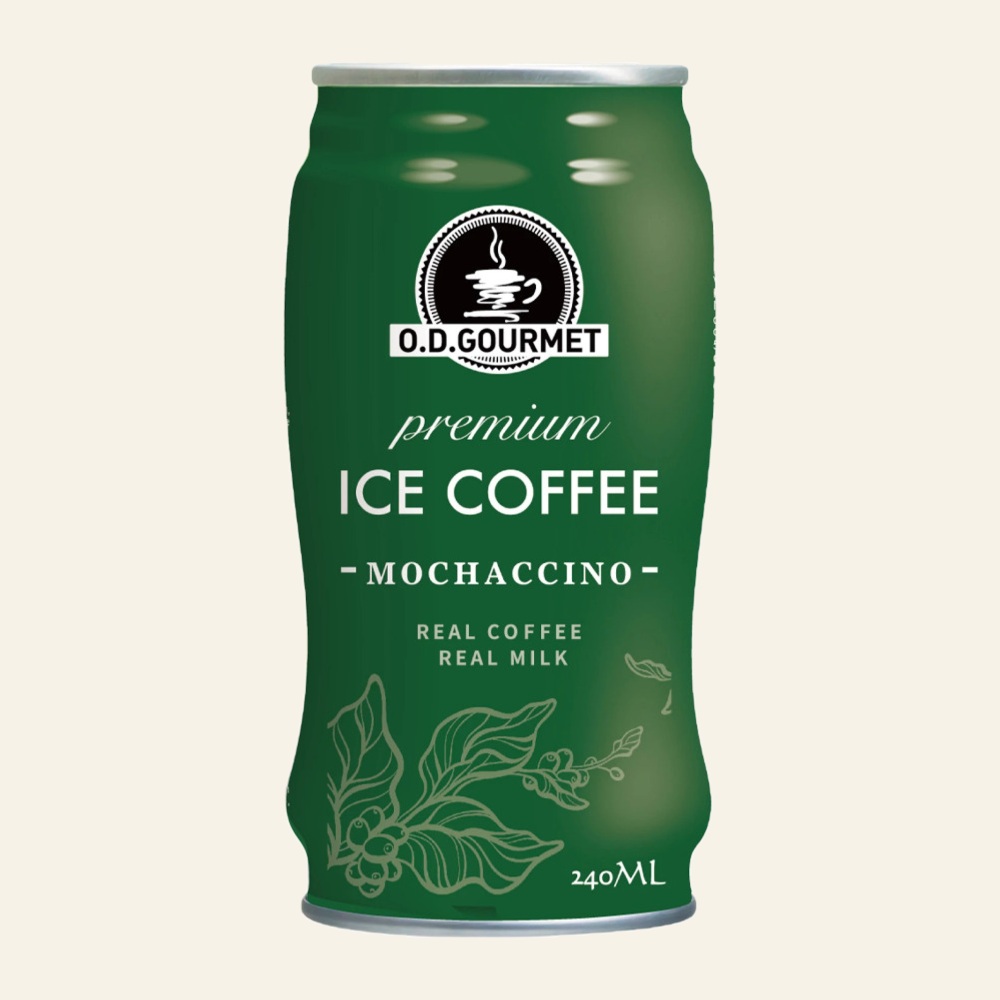 O.D.GOURMET
premium
ICE COFFEE
-MOCHACCINO-
REAL COFFEE
REAL MILK
240ML